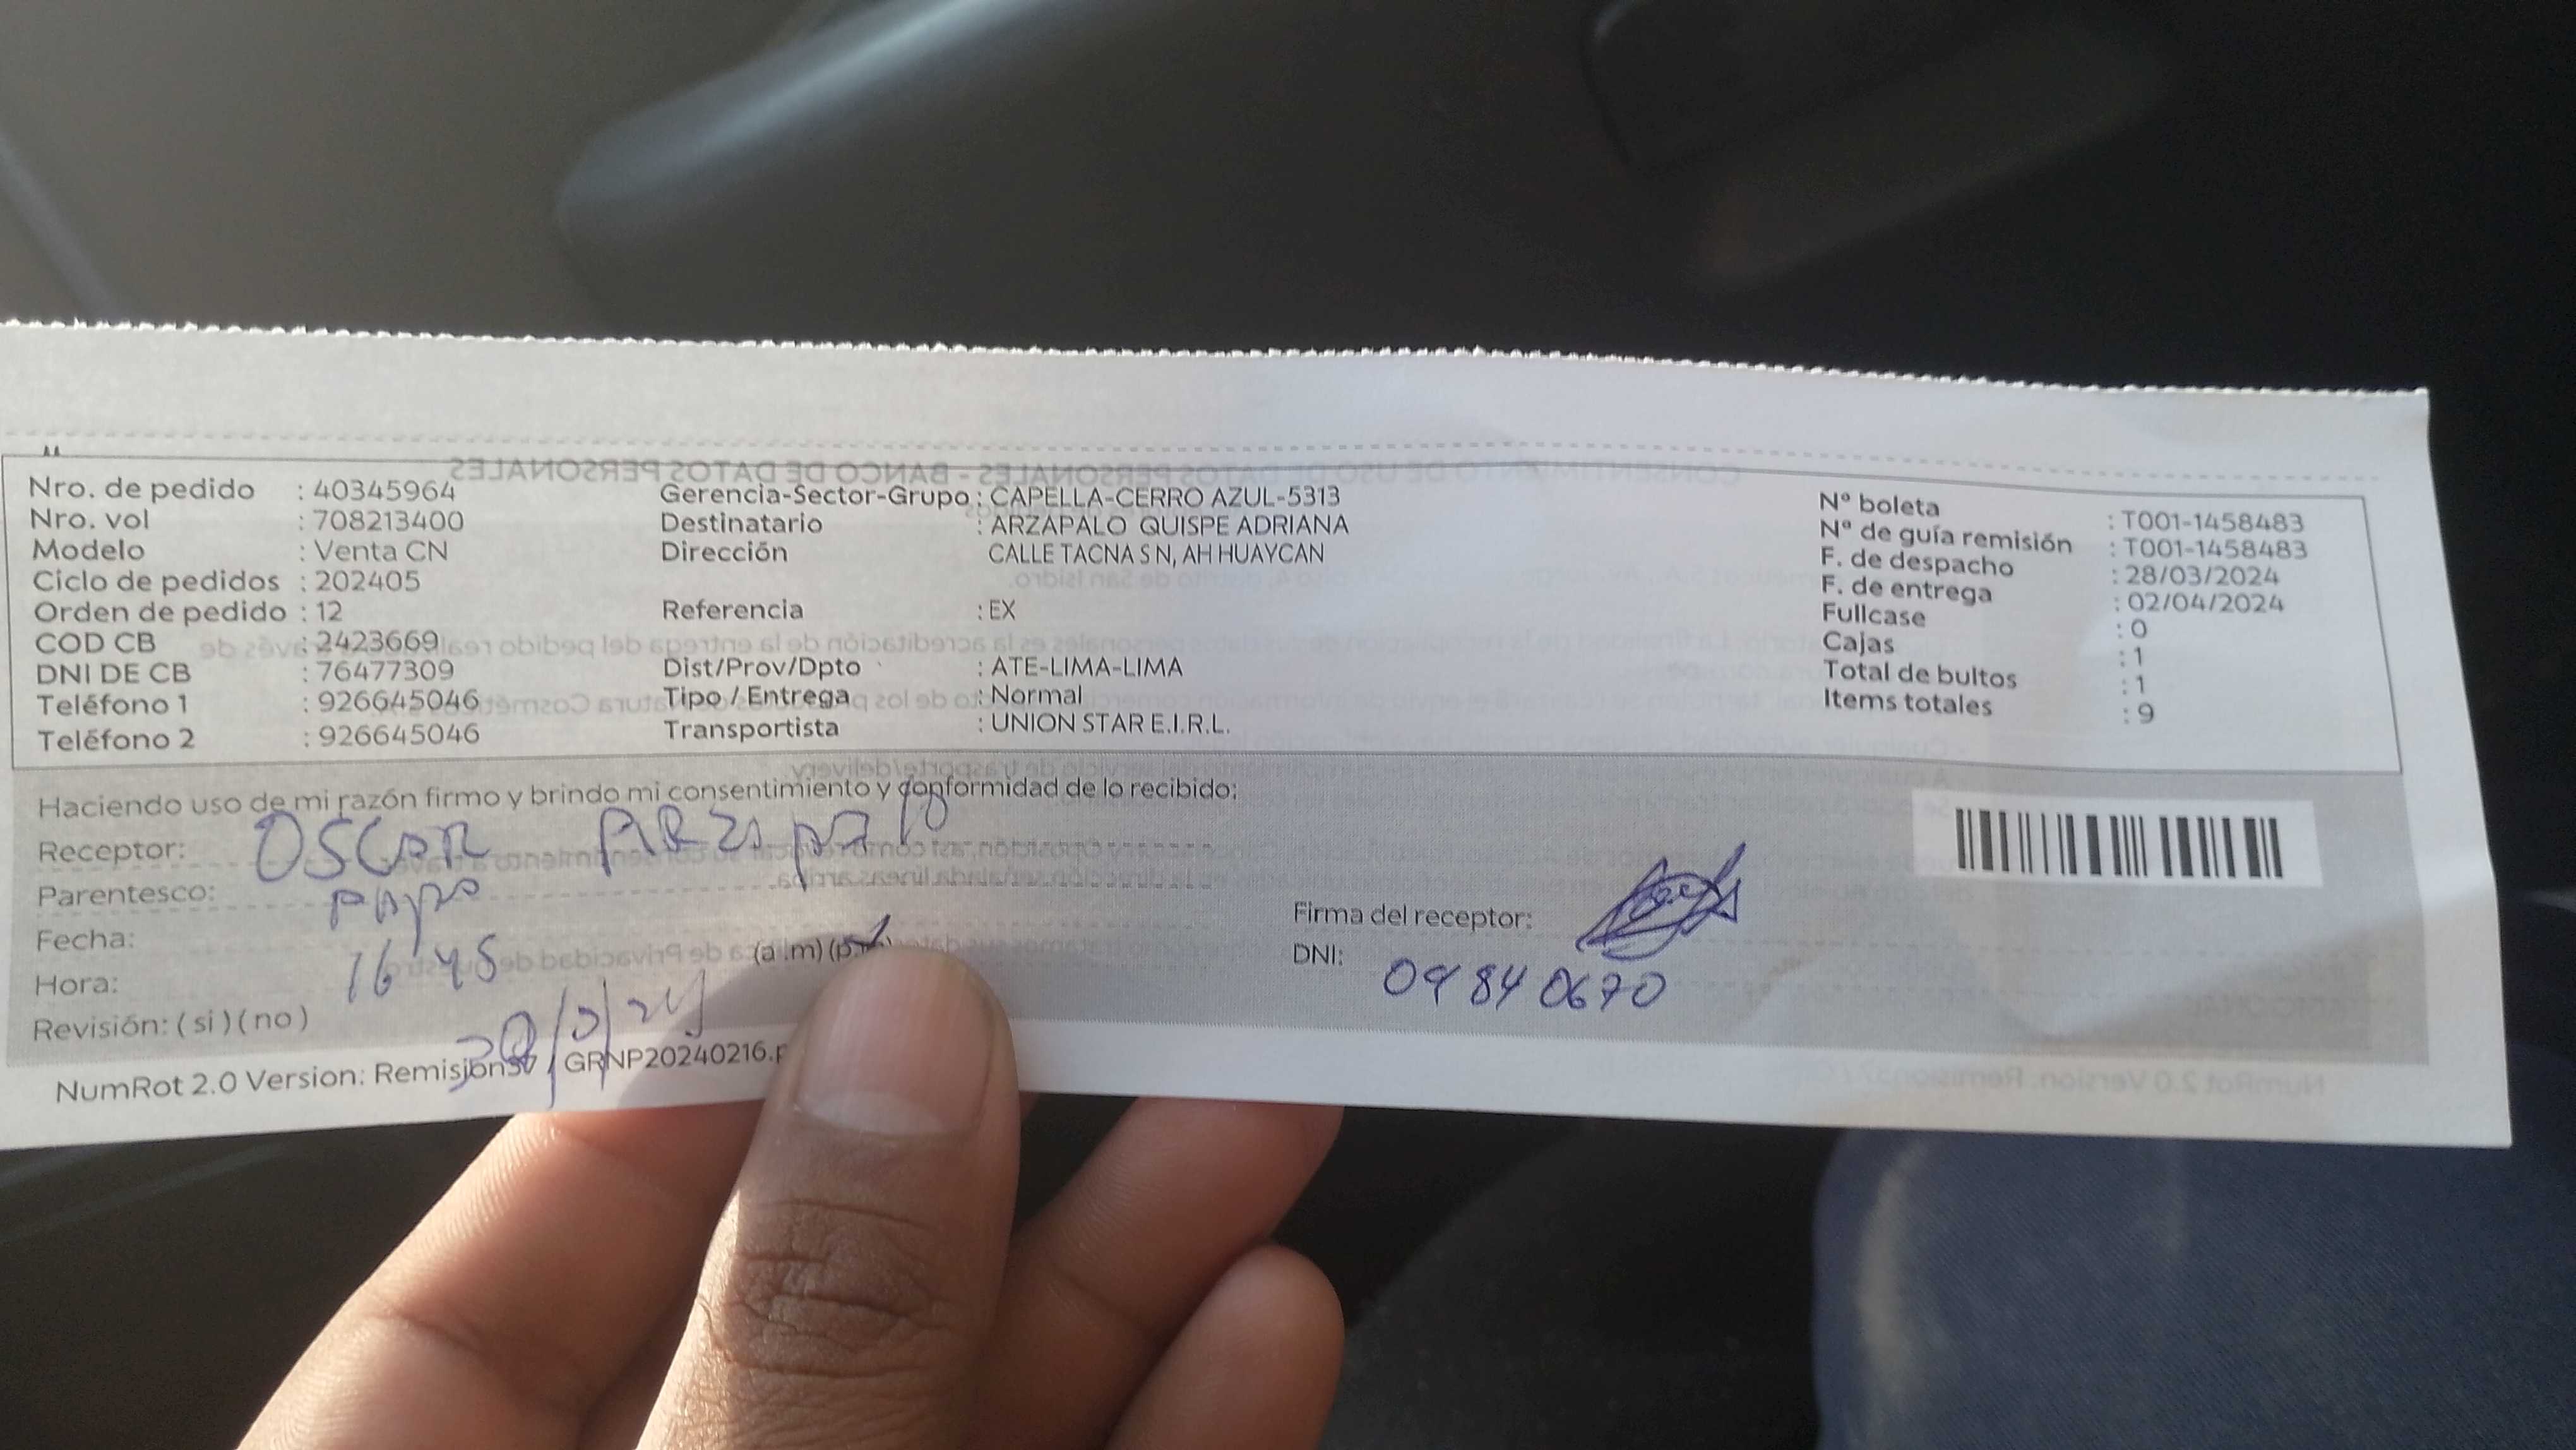 Nro. de pedido : 40345964
Nro. vol : 708213400
Modelo : Venta CN
Ciclo de pedidos : 202405
Orden de pedido : 12
COD CB : 2423669
DNI DE CB : 76477309
Teléfono 1 : 926645046
Teléfono 2 : 926645046
Gerencia-Sector-Grupo : CAPELLA-CERRO AZUL-5313
Destinatario : ARZAPALO QUISPE ADRIANA
Dirección CALLE TACNA S N, AH HUAYCAN
Referencia : EX
Dist/Prov/Dpto : ATE-LIMA-LIMA
Tipo / Entrega : Normal
Transportista : UNION STAR E.I.R.L.
N° boleta : T001-1458483
N° de guía remisión : T001-1458483
F. de despacho : 28/03/2024
F. de entrega : 02/04/2024
Fullcase : 0
Cajas : 1
Total de bultos : 1
Items totales : 9
Haciendo uso de mi razón firmo y brindo mi consentimiento y conformidad de lo recibido:
Receptor: OSCAR ARZAPALO
Parentesco: PAPA
Fecha: 16 45 (a.m) (p.m)
Hora:
Revisión: ( si ) ( no )
Firma del receptor:
DNI: 09840670
NumRot 2.0 Version: Remision37 / GRNP20240216.